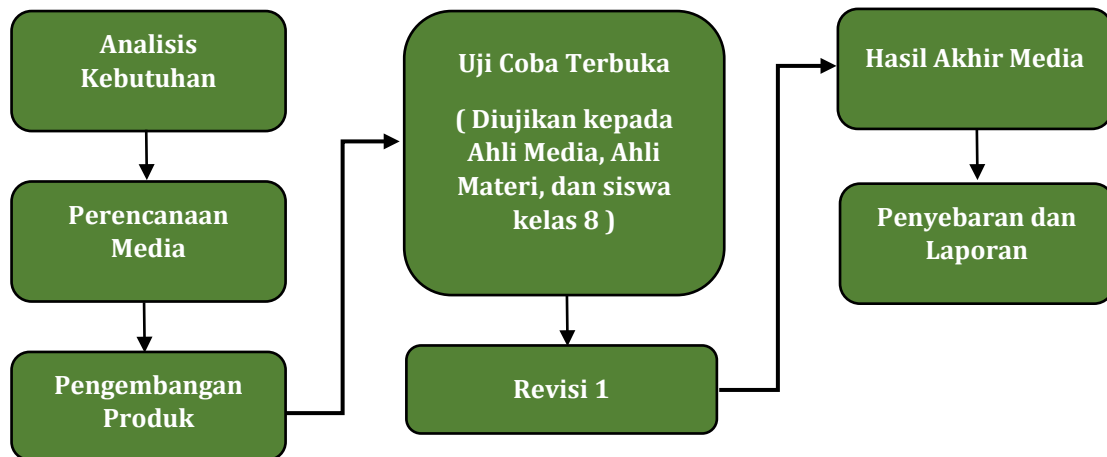 Analisis
Kebutuhan
Perencanaan
Media
Pengembangan
Produk
Uji Coba Terbuka
( Diujikan kepada
Ahli Media, Ahli
Materi, dan siswa
kelas 8 )
Revisi 1
Hasil Akhir Media
Penyebaran dan
Laporan